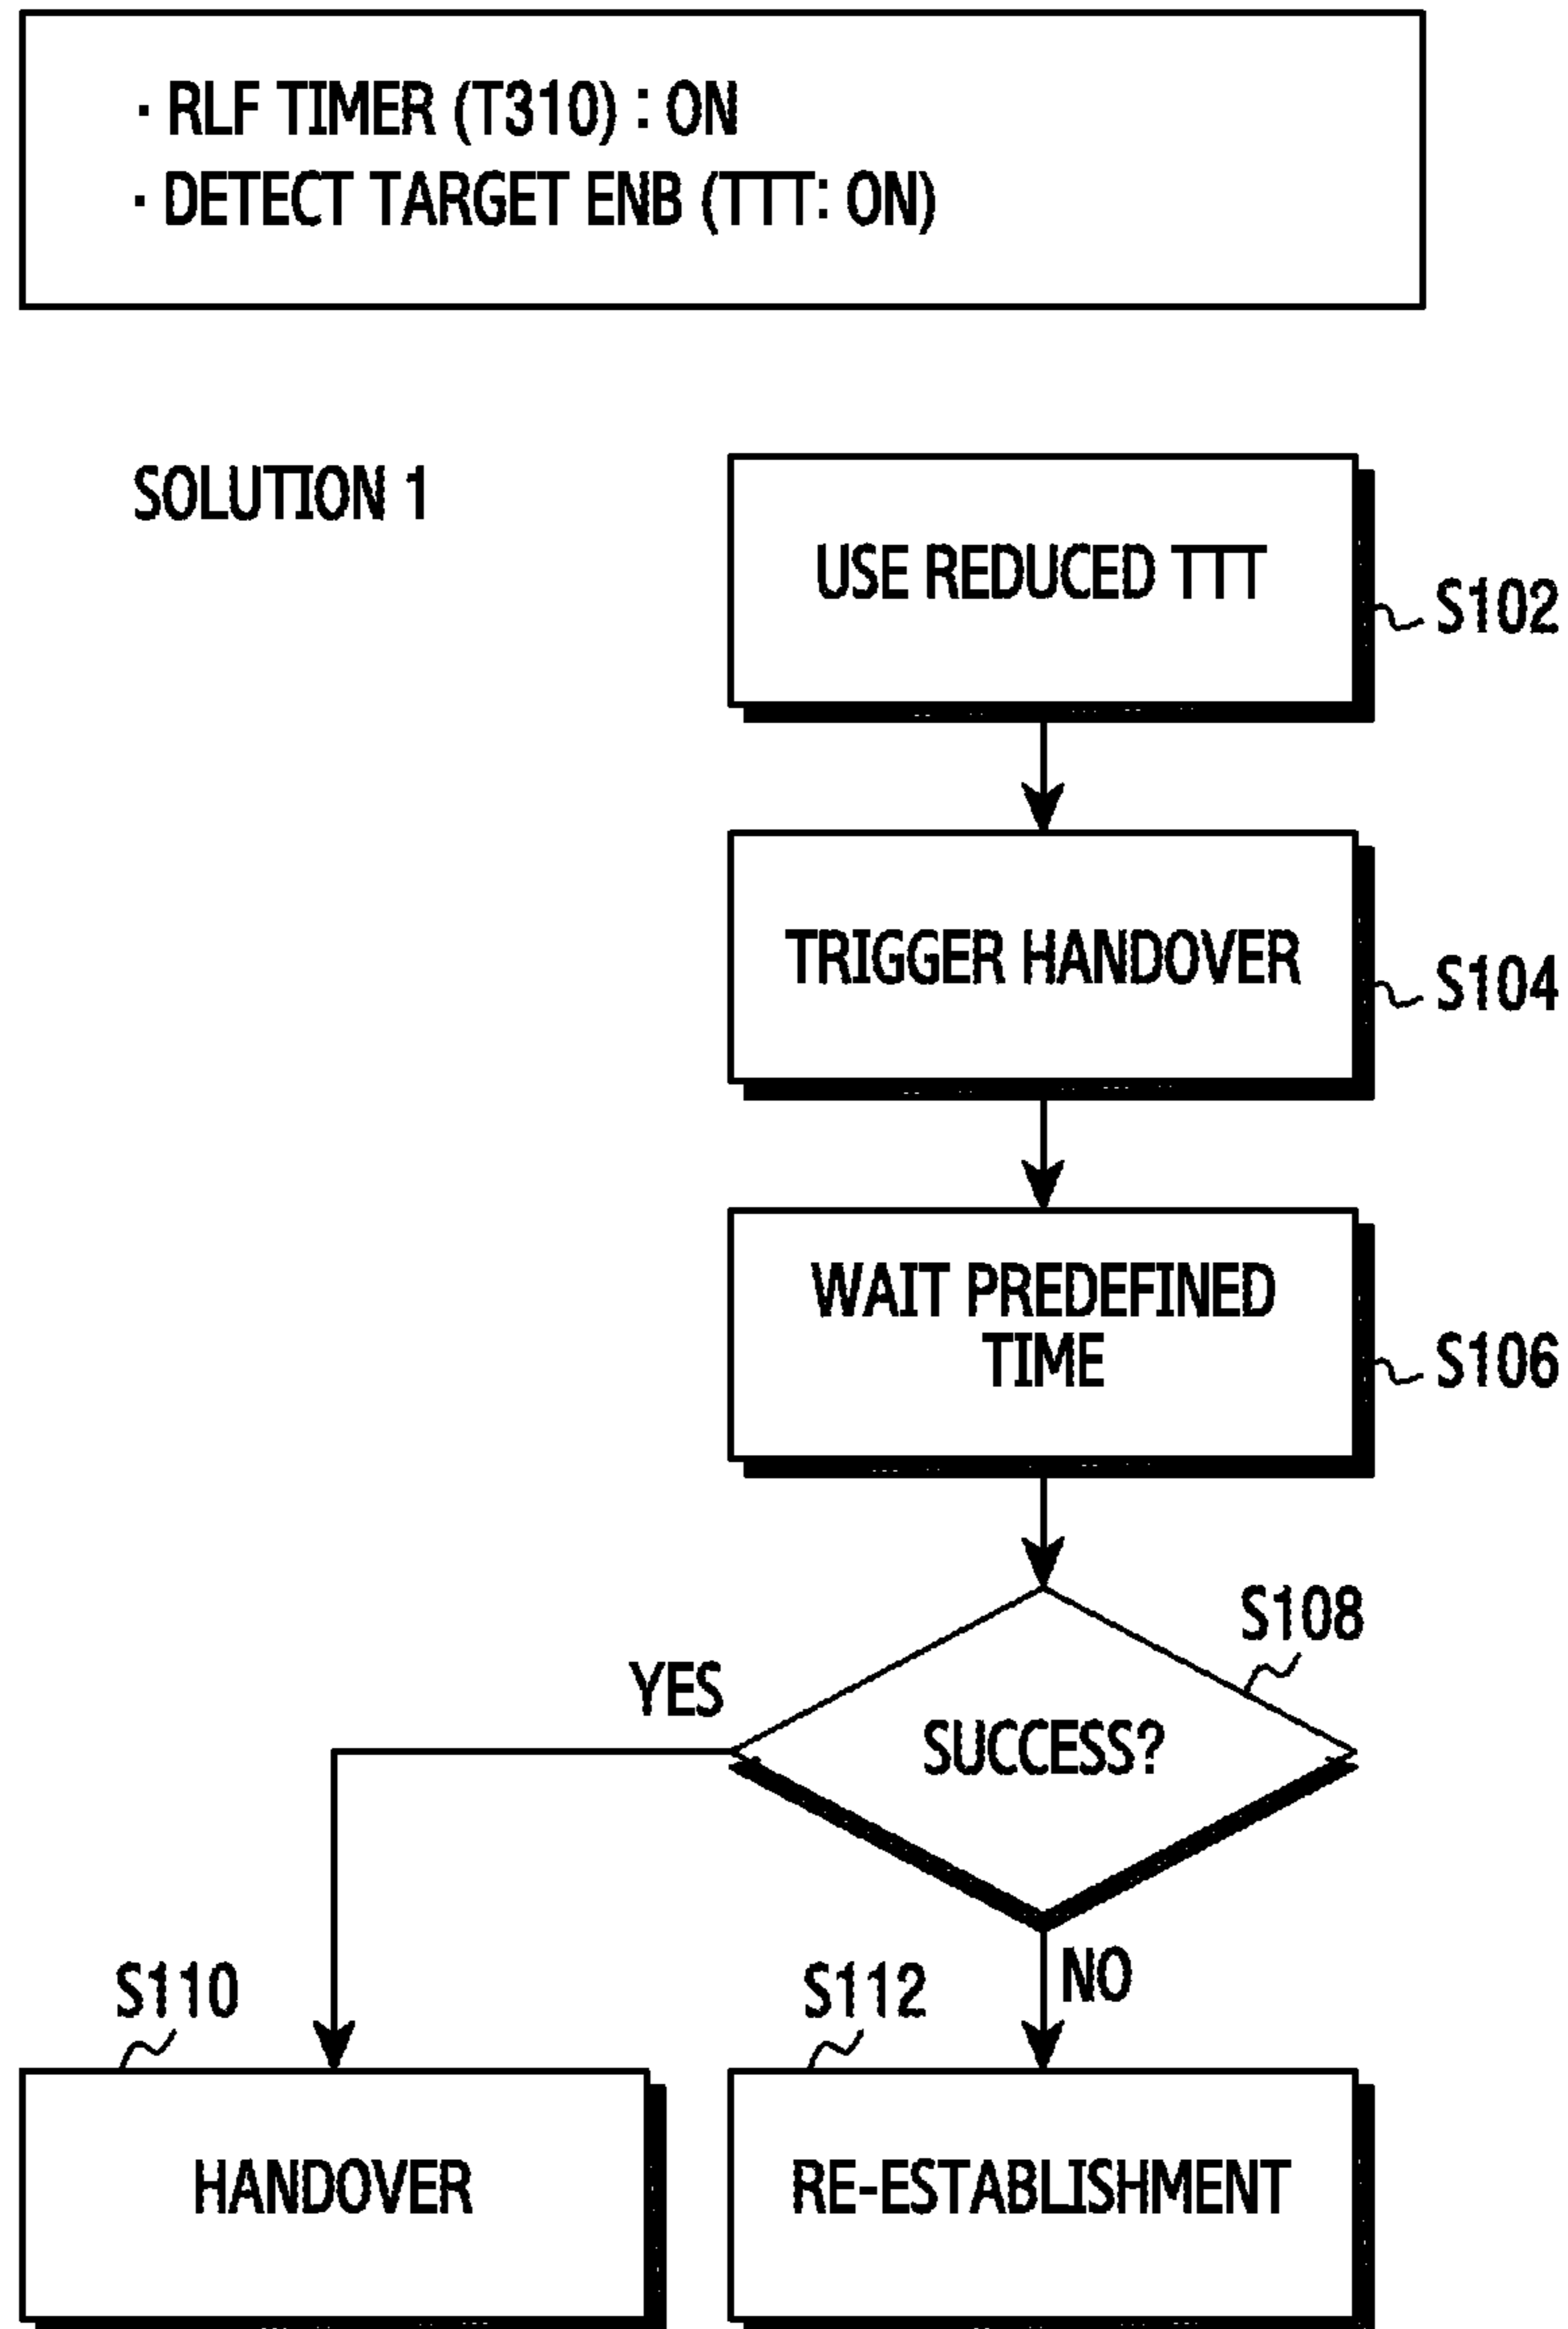 · RLF TIMER (T310) : ON
· DETECT TARGET ENB (TTT: ON)
SOLUTION 1
USE REDUCED TTT
S102
TRIGGER HANDOVER
S104
WAIT PREDEFINED
TIME
S106
S108
YES
SUCCESS?
NO
S110
S112
HANDOVER
RE-ESTABLISHMENT